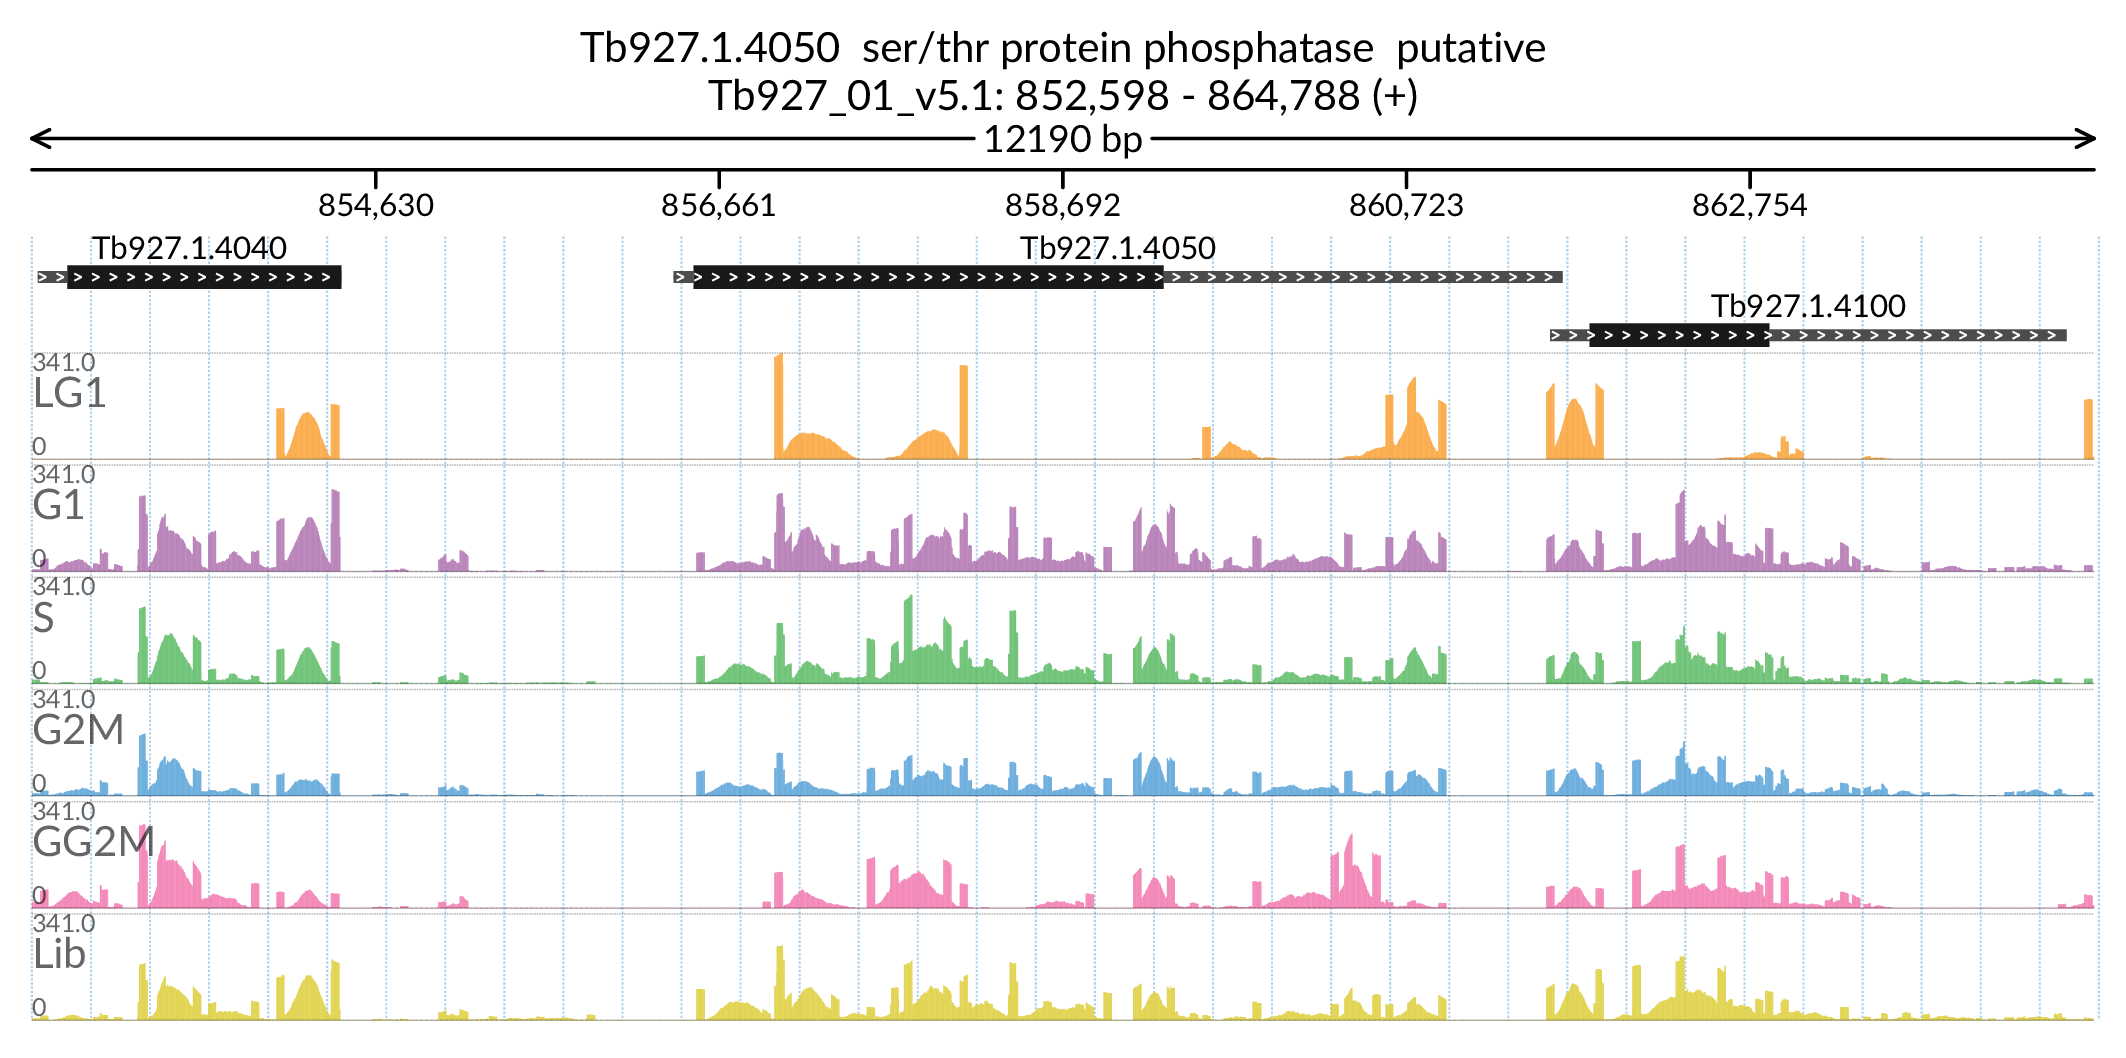 Tb927.1.4050  ser/thr protein phosphatase  putative
Tb927_01_v5.1: 852,598 - 864,788 (+)
12190 bp
854,630 856,661 858,692 860,723 862,754
Tb927.1.4040 Tb927.1.4050
Tb927.1.4100
341.0
LG1
0
341.0
G1
0
341.0
S
0
341.0
G2M
0
341.0
GG2M
0
341.0
Lib
0